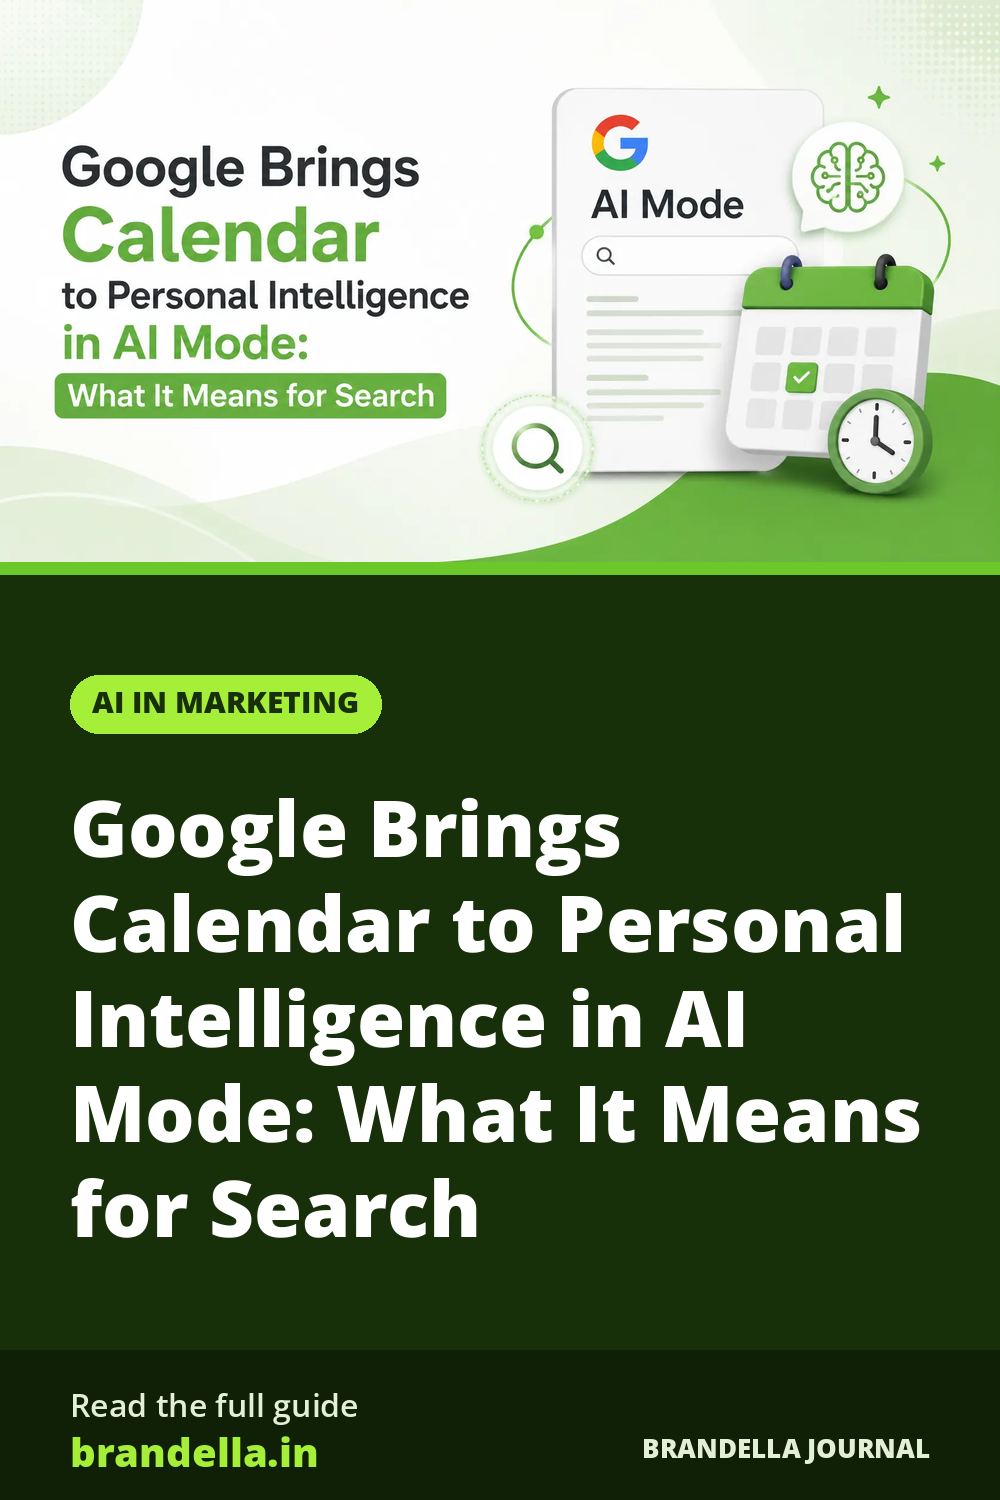 Google Brings
Calendar
to Personal Intelligence
in AI Mode:
What It Means for Search
G
AI Mode
AI IN MARKETING
Google Brings
Calendar to Personal
Intelligence in AI
Mode: What It Means
for Search
Read the full guide
brandella.in
BRANDELLA JOURNAL